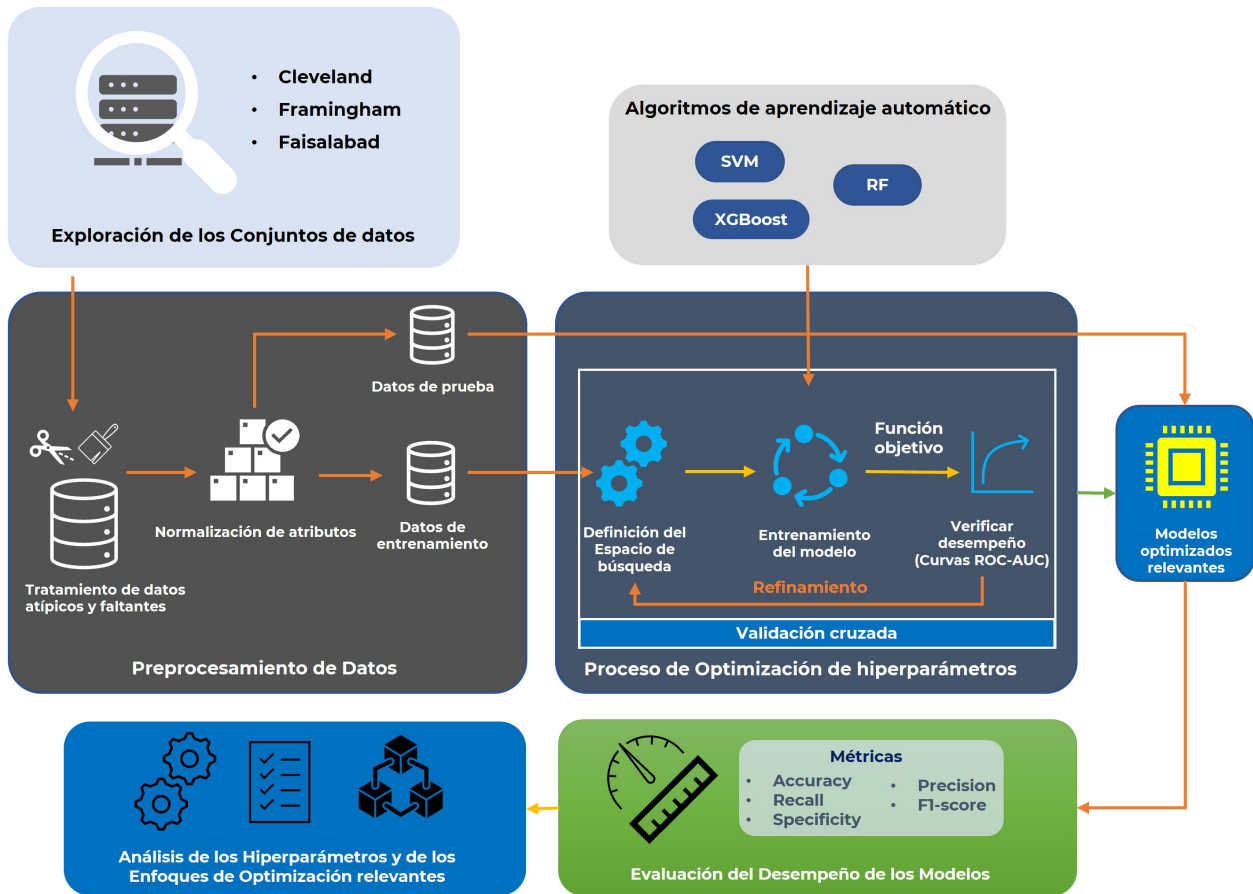 • Cleveland
• Framingham
• Faisalabad
Exploración de los Conjuntos de datos
Algoritmos de aprendizaje automático
SVM
RF
XGBoost
Datos de prueba
Normalización de atributos
Datos de
entrenamiento
Tratamiento de datos
atípicos y faltantes
Preprocesamiento de Datos
Función
objetivo
Definición del
Espacio de
búsqueda
Entrenamiento
del modelo
Verificar
desempeño
(Curvas ROC-AUC)
Refinamiento
Validación cruzada
Proceso de Optimización de hiperparámetros
Modelos
optimizados
relevantes
Métricas
• Accuracy
• Recall
• Specificity
• Precision
• F1-score
Evaluación del Desempeño de los Modelos
Análisis de los Hiperparámetros y de los
Enfoques de Optimización relevantes